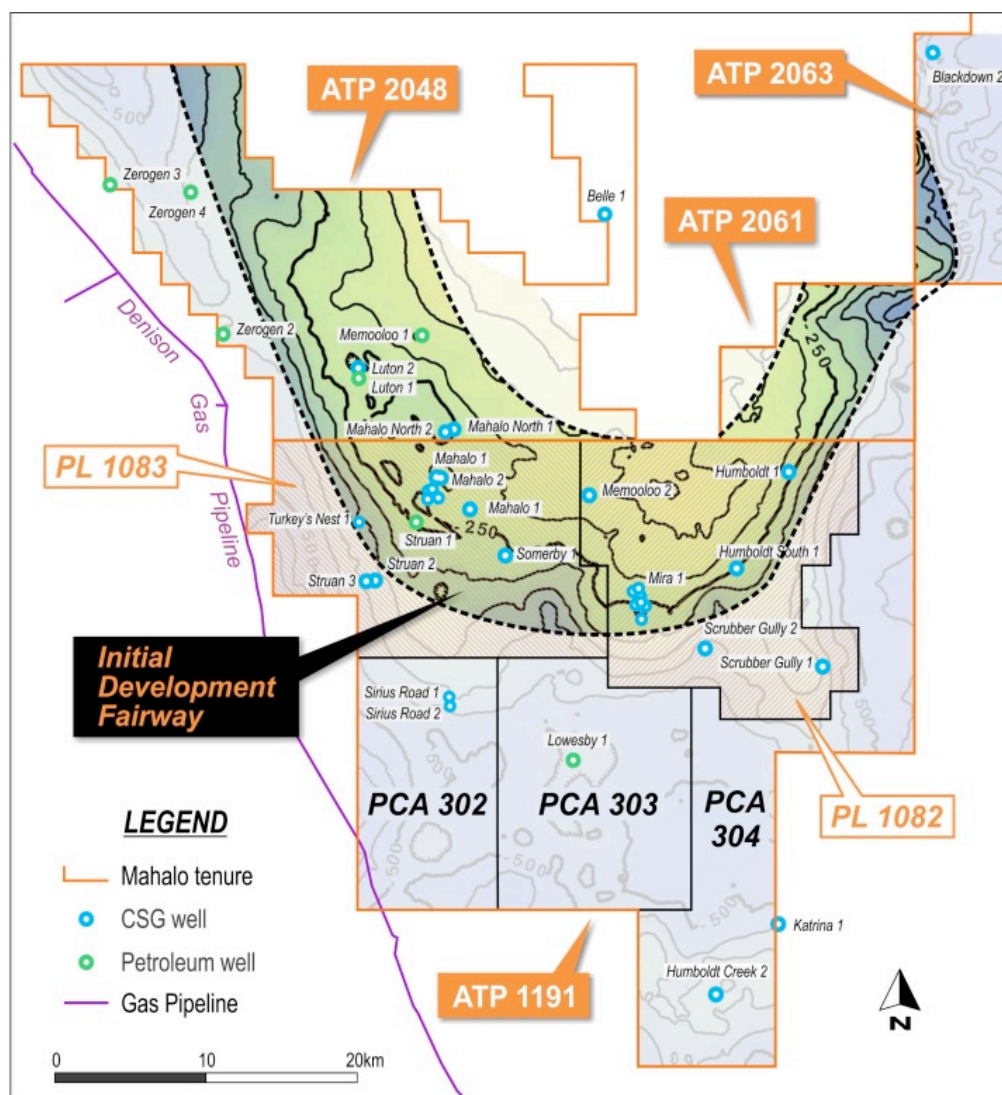 ATP 2048
ATP 2063
Blackdown 2
-500
Zerogen 3
Zerogen 4
Belle 1
-500
ATP 2061
Denison
Gas
Pipeline
Zerogen 2
Memooloo 1
-250
Luton 2
Luton 1
Mahalo North 2
Mahalo North 1
PL 1083
Mahalo 1
Mahalo 2
Mahalo 1
Memooloo 2
Humboldt 1
Turkey's Nest 1
Struan 1
-250
Struan 3
Struan 2
Somerby 1
Humboldt South 1
Mira 1
Initial
Development
Fairway
Scrubber Gully 2
Scrubber Gully 1
Sirius Road 1
Sirius Road 2
Lowesby 1
PCA 302
PCA 303
PCA
304
PL 1082
-500
-500
-500
LEGEND
Mahalo tenure
CSG well
Petroleum well
Gas Pipeline
Katrina 1
Humboldt Creek 2
ATP 1191
N
0
10
20km